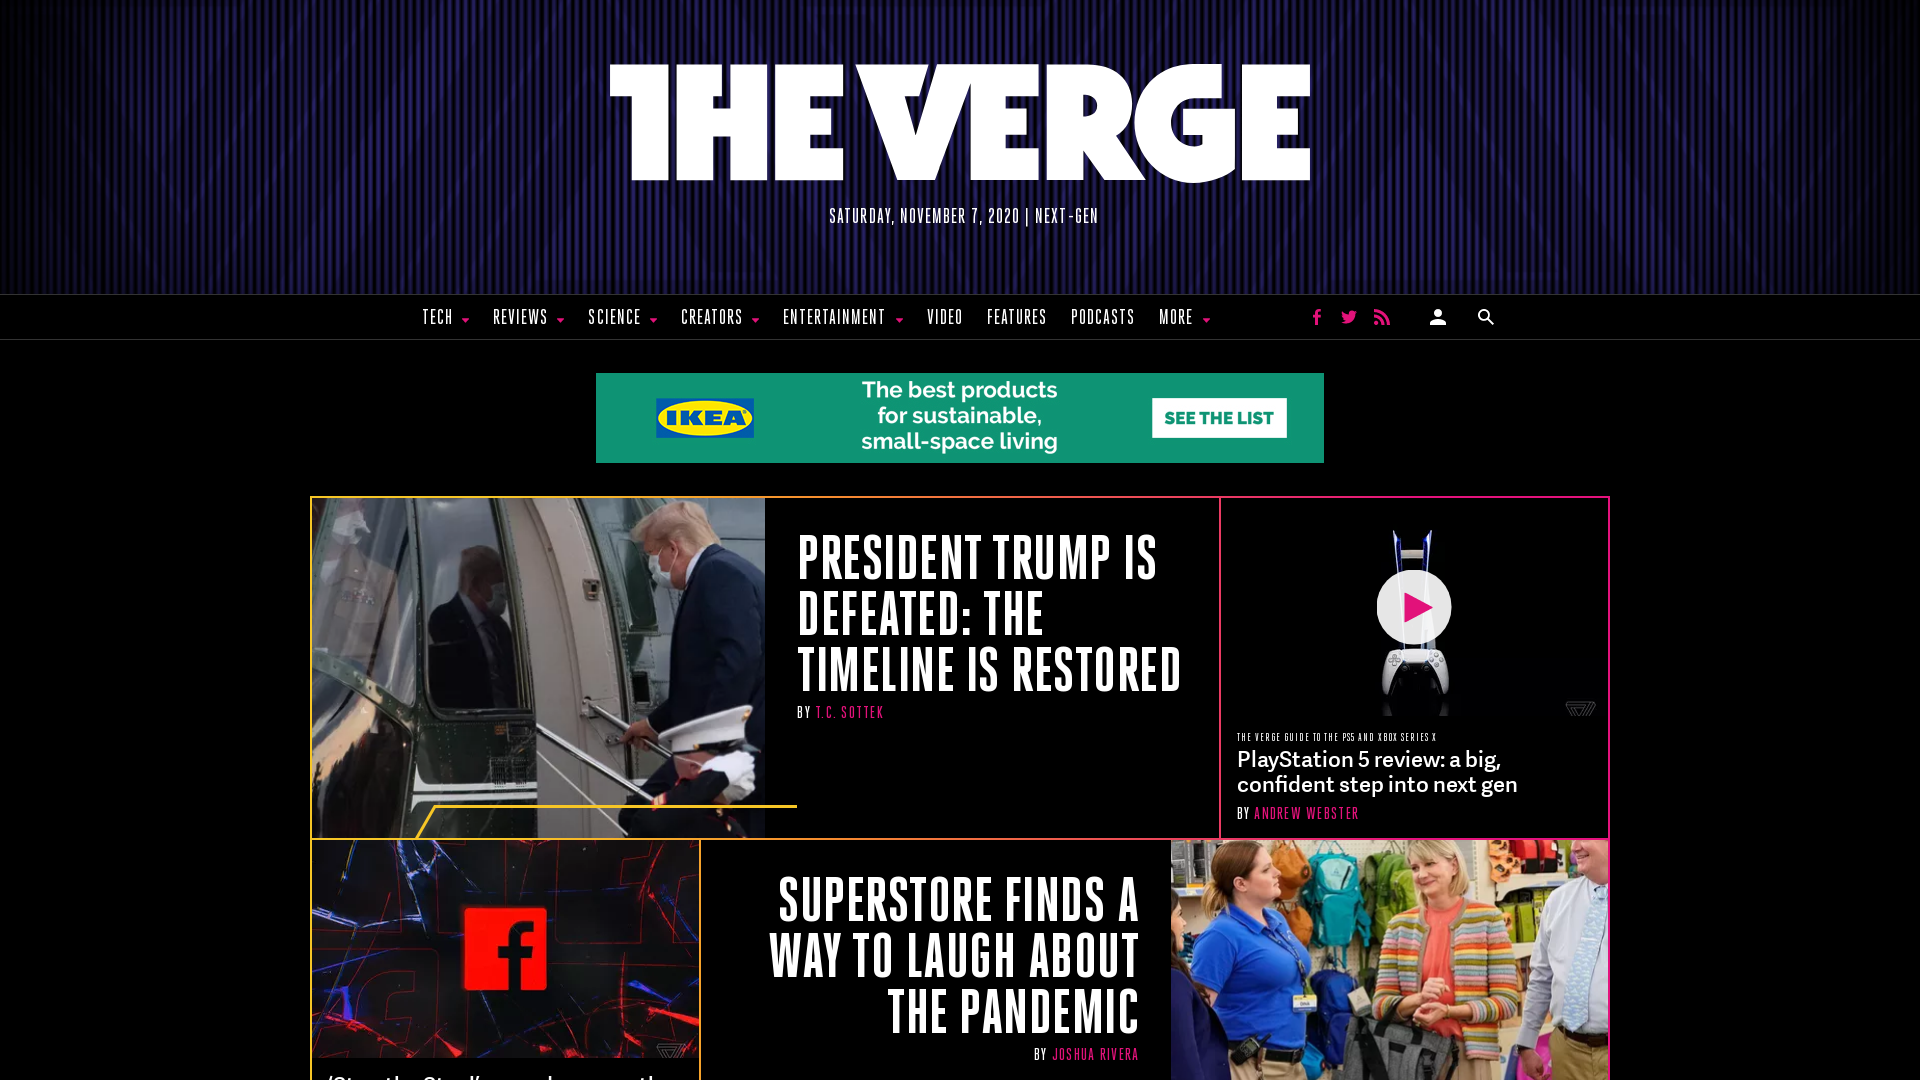 THE VERGE
SATURDAY, NOVEMBER 7, 2020 | NEXT-GEN
TECH REVIEWS SCIENCE CREATORS ENTERTAINMENT VIDEO FEATURES PODCASTS MORE
IKEA
The best products
for sustainable,
small-space living
SEE THE LIST
PRESIDENT TRUMP IS
DEFEATED: THE
TIMELINE IS RESTORED
BY T.C. SOTTEK
THE VERGE GUIDE TO THE PS5 AND XBOX SERIES X
PlayStation 5 review: a big,
confident step into next gen
BY ANDREW WEBSTER
SUPERSTORE FINDS A
WAY TO LAUGH ABOUT
THE PANDEMIC
BY JOSHUA RIVERA